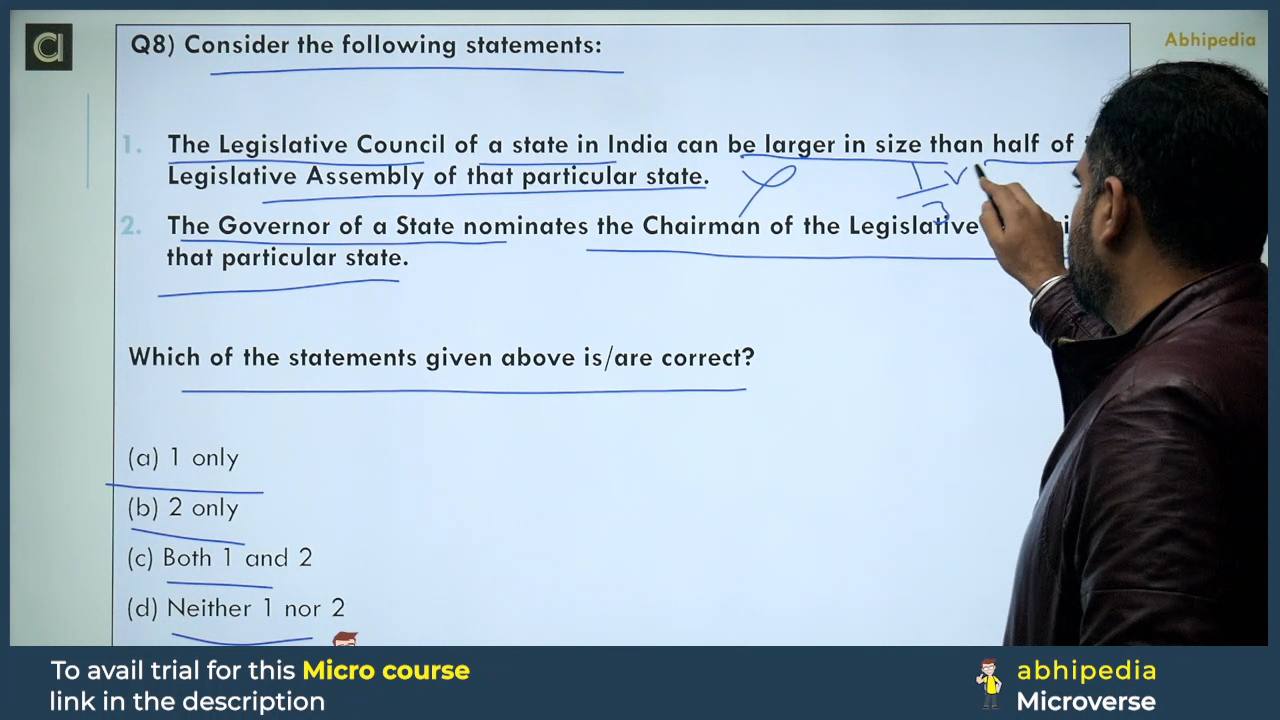 Abhipedia
Q8) Consider the following statements:
1. The Legislative Council of a state in India can be larger in size than half of
Legislative Assembly of that particular state.
2. The Governor of a State nominates the Chairman of the Legislative
that particular state.
Which of the statements given above is/are correct?
(a) 1 only
(b) 2 only
(c) Both 1 and 2
(d) Neither 1 nor 2
To avail trial for this Micro course
link in the description
abhipedia
Microverse